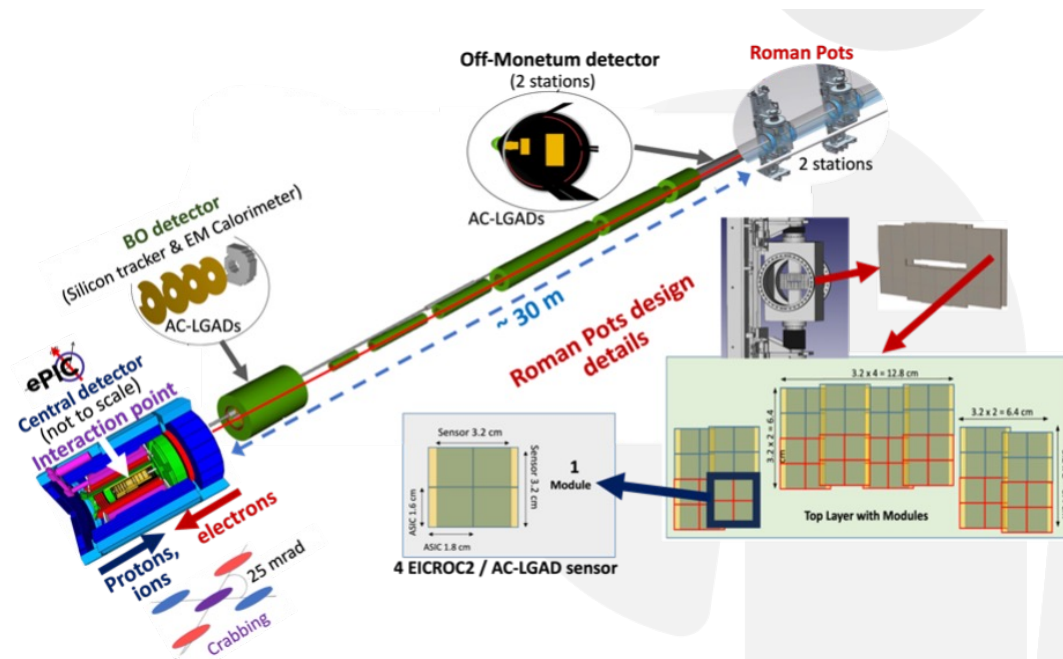 Roman Pots
Off-Monetum detector
(2 stations)
2 stations
AC-LGADs
BO detector
(Silicon tracker & EM Calorimeter)
AC-LGADs
~ 30 m
Roman Pots design
details
ePIC
Central detector
(not to scale)
Interaction point
electrons
Protons,
ions
25 mrad
Crabbing
Sensor 3.2 cm
Sensor 3.2 cm
ASIC 1.6 cm
ASIC 1.8 cm
1
Module
4 EICROC2 / AC-LGAD sensor
3.2 x 4 = 12.8 cm
3.2 x 2 = 6.4
cm
3.2 x 2 = 6.4 cm
Top Layer with Modules